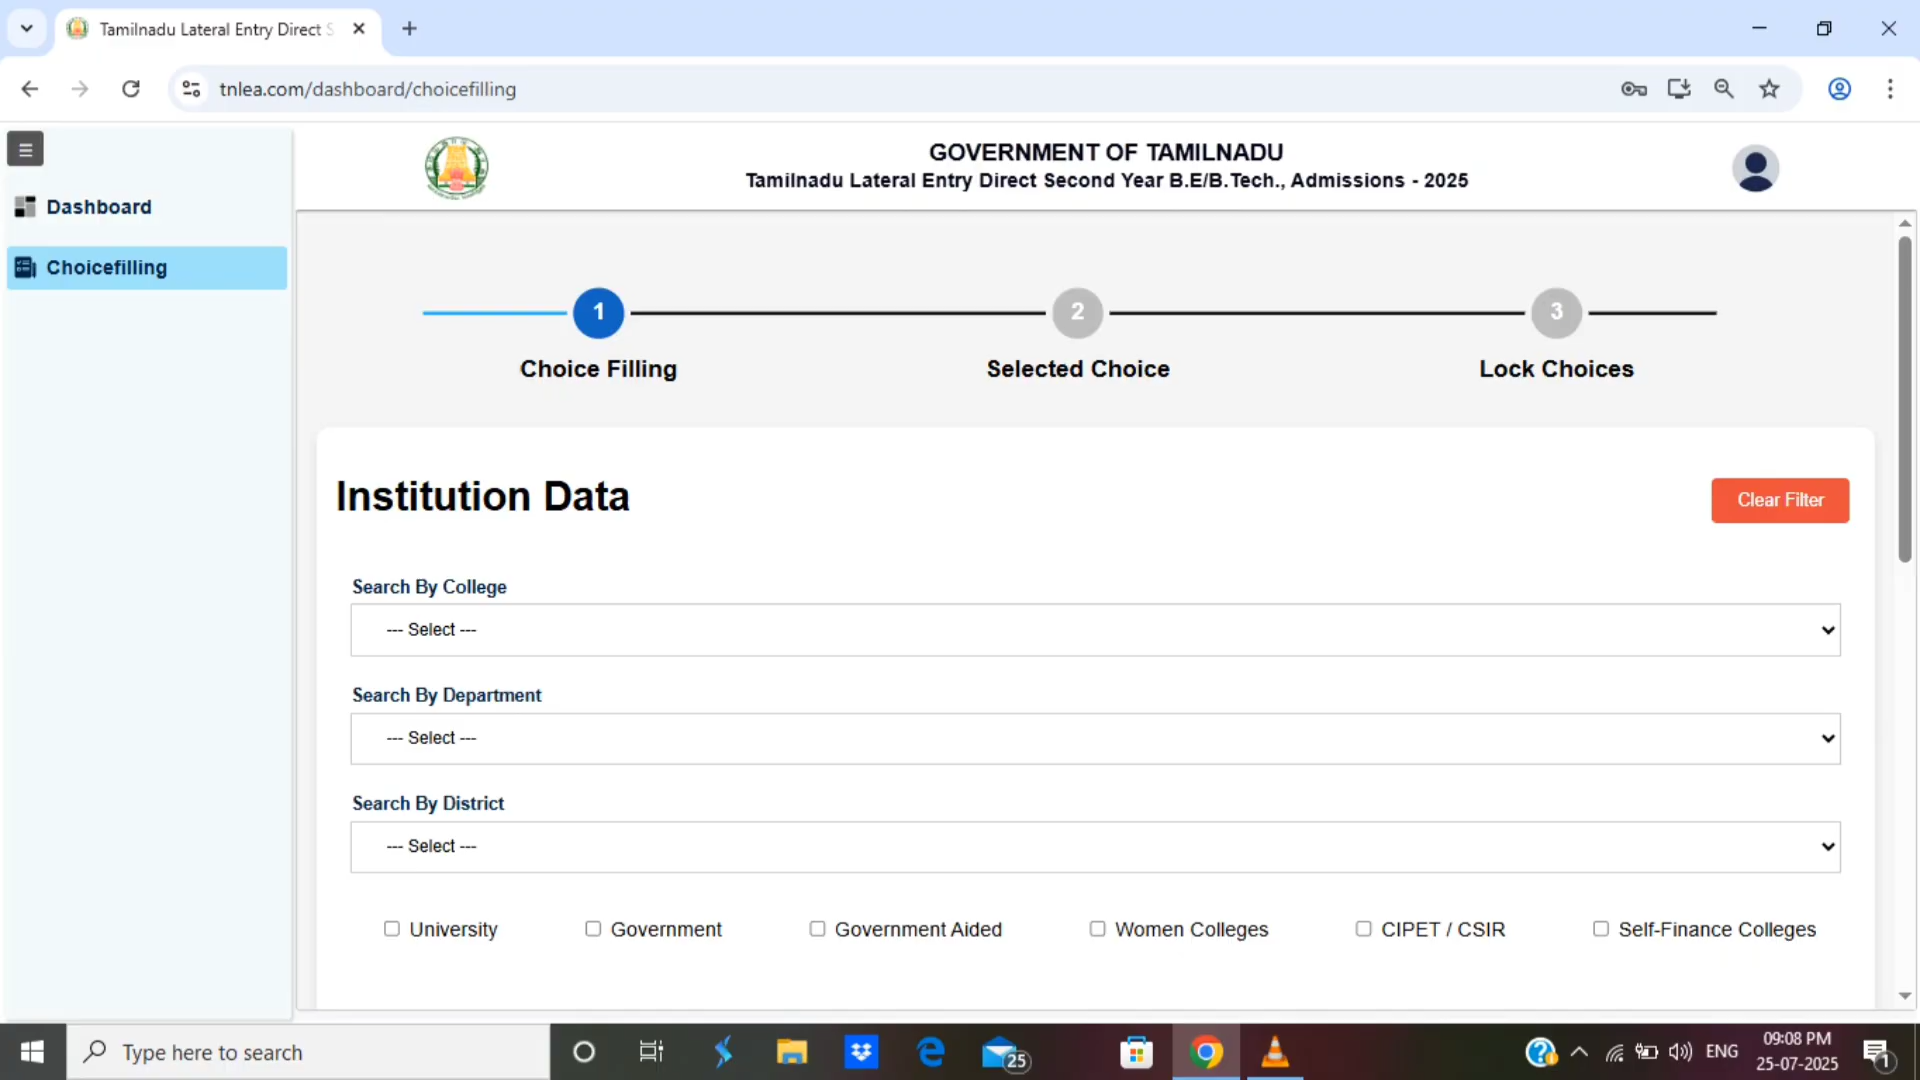 Tamilnadu Lateral Entry Direct S
tnlea.com/dashboard/choicefilling
GOVERNMENT OF TAMILNADU
Tamilnadu Lateral Entry Direct Second Year B.E/B.Tech., Admissions - 2025
Dashboard
Choicefilling
1
2
3
Choice Filling
Selected Choice
Lock Choices
Institution Data
Clear Filter
Search By College
--- Select ---
Search By Department
--- Select ---
Search By District
--- Select ---
University
Government
Government Aided
Women Colleges
CIPET / CSIR
Self-Finance Colleges
Type here to search
25
ENG
09:08 PM
25-07-2025
1